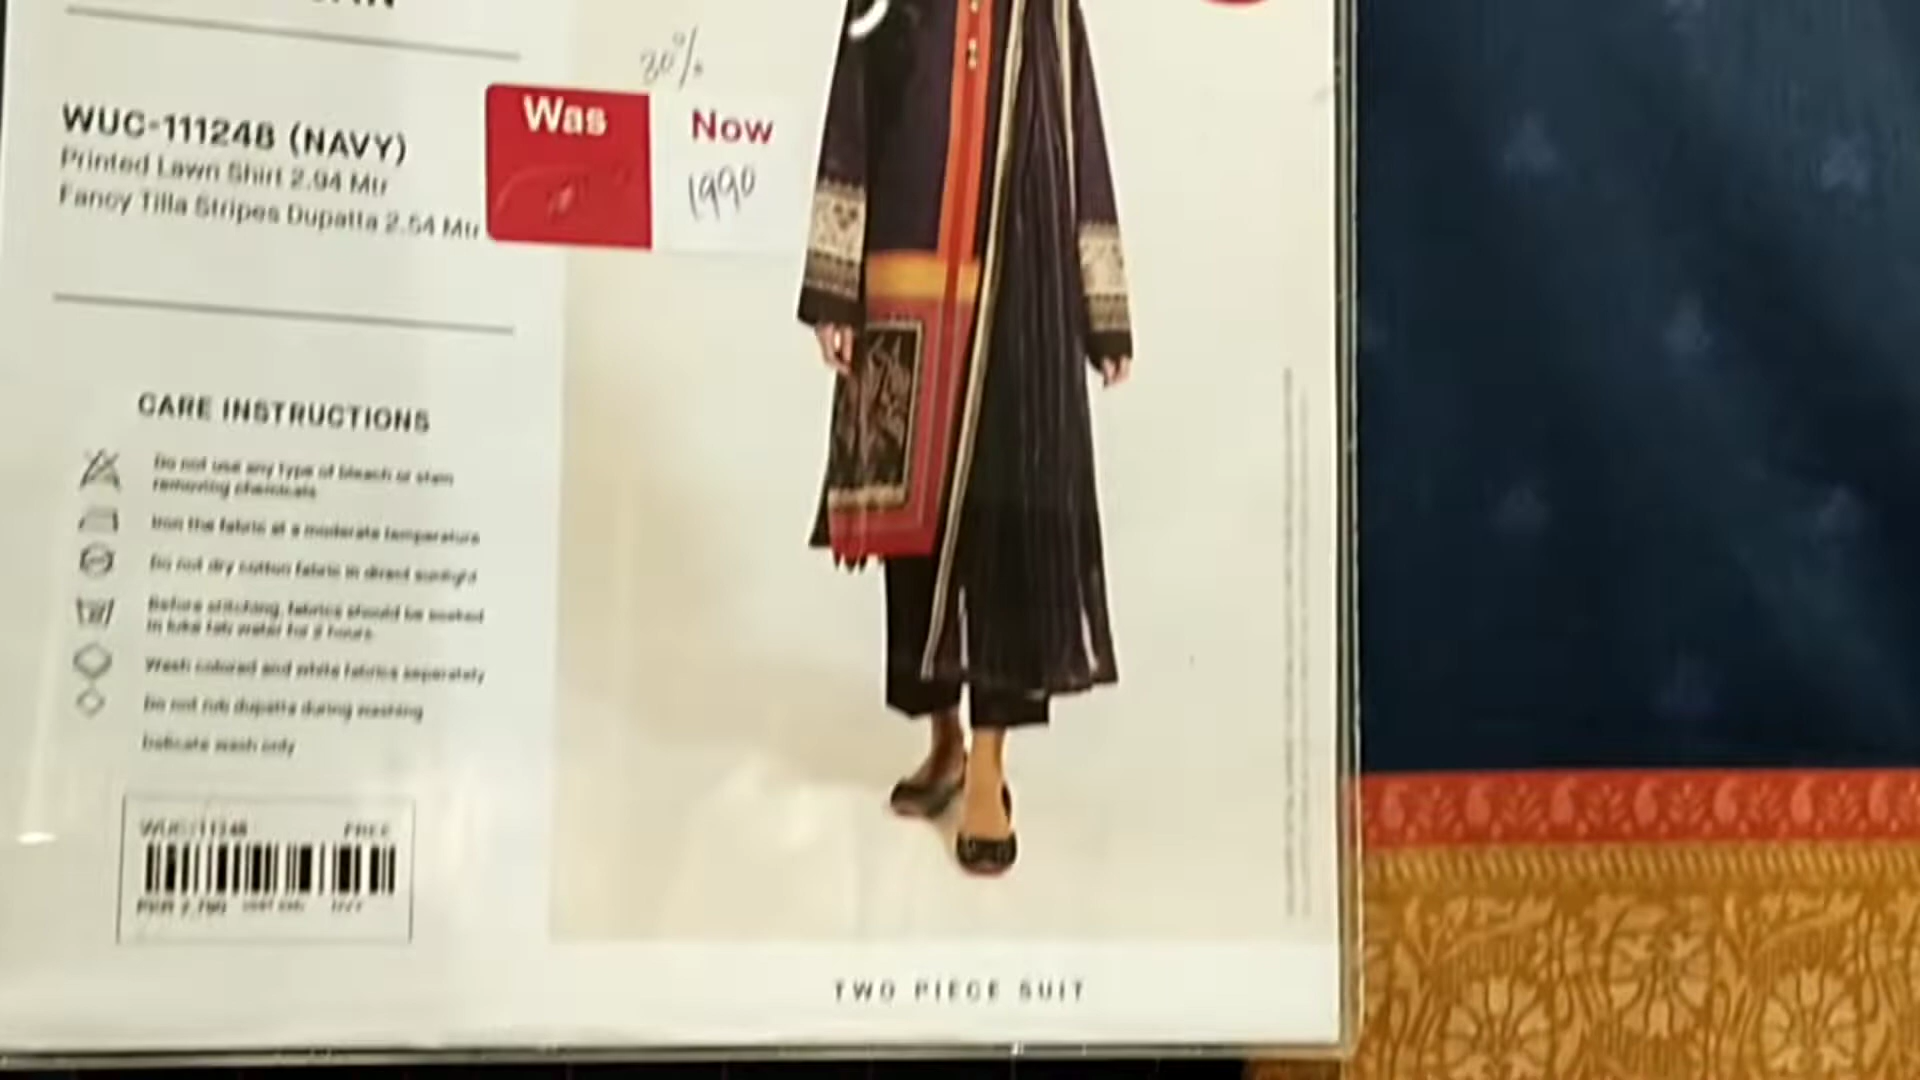 30%
Was
Now
1990
WUC-111248 (NAVY)
Printed Lawn Shirt 2.94 Mtr
Fancy Tilla Stripes Dupatta 2.54 Mtr
CARE INSTRUCTIONS
Do not use any type of bleach or stain
removing chemicals
Iron the fabric at a moderate temperature
Do not dry cotton fabric in direct sunlight
Before stitching, fabrics should be soaked
in luke tab water for 2 hours.
Wash colored and white fabrics separately
Do not rub dupatta during washing
Delicate wash only
FREE
TWO PIECE SUIT